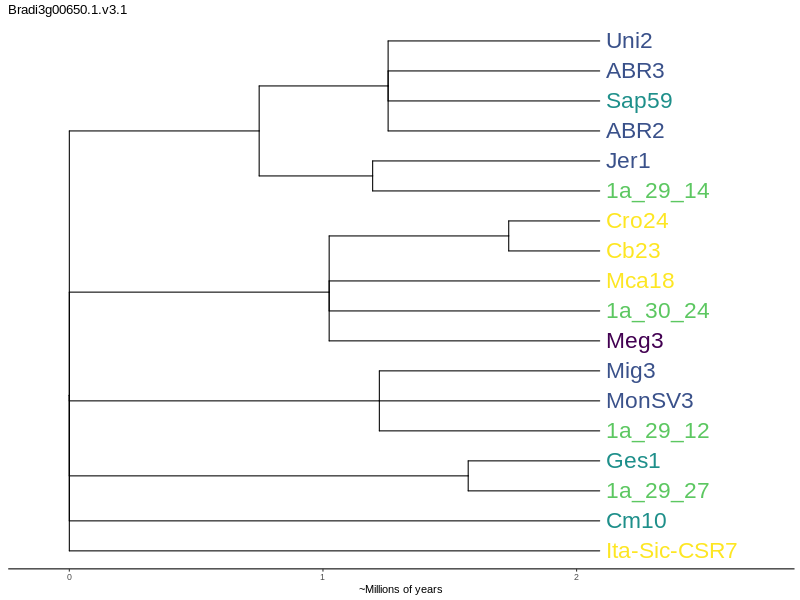 Bradi3g00650.1.v3.1
Uni2
ABR3
Sap59
ABR2
Jer1
1a_29_14
Cro24
Cb23
Mca18
1a_30_24
Meg3
Mig3
MonSV3
1a_29_12
Ges1
1a_29_27
Cm10
Ita-Sic-CSR7
0 1 2
~Millions of years